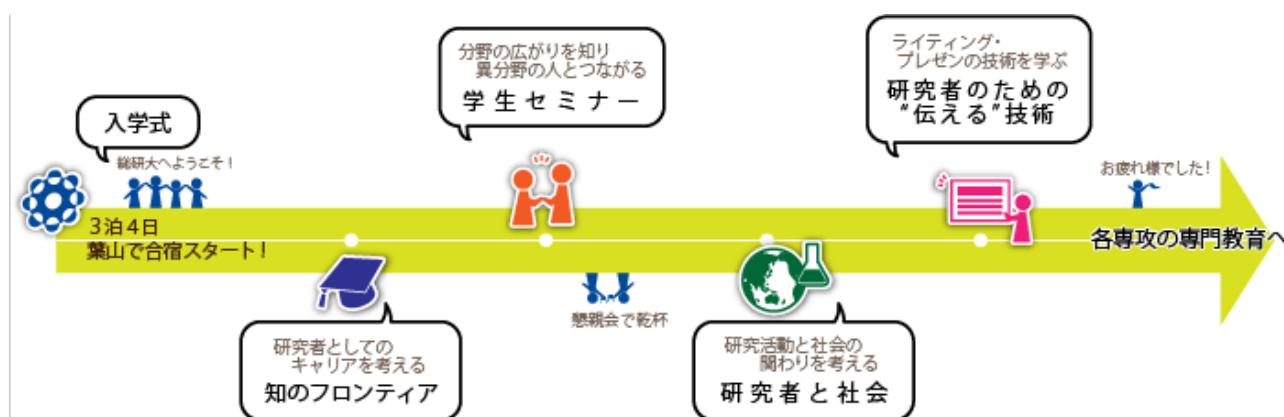 入学式
総研大へようこそ！
3泊4日
葉山で合宿スタート！
研究者としての
キャリアを考える
知のフロンティア
分野の広がりを知り
異分野の人とつながる
学生セミナー
懇親会で乾杯
研究活動と社会の
関わりを考える
研究者と社会
ライティング・
プレゼンの技術を学ぶ
研究者のための
“伝える”技術
お疲れ様でした！
各専攻の専門教育へ